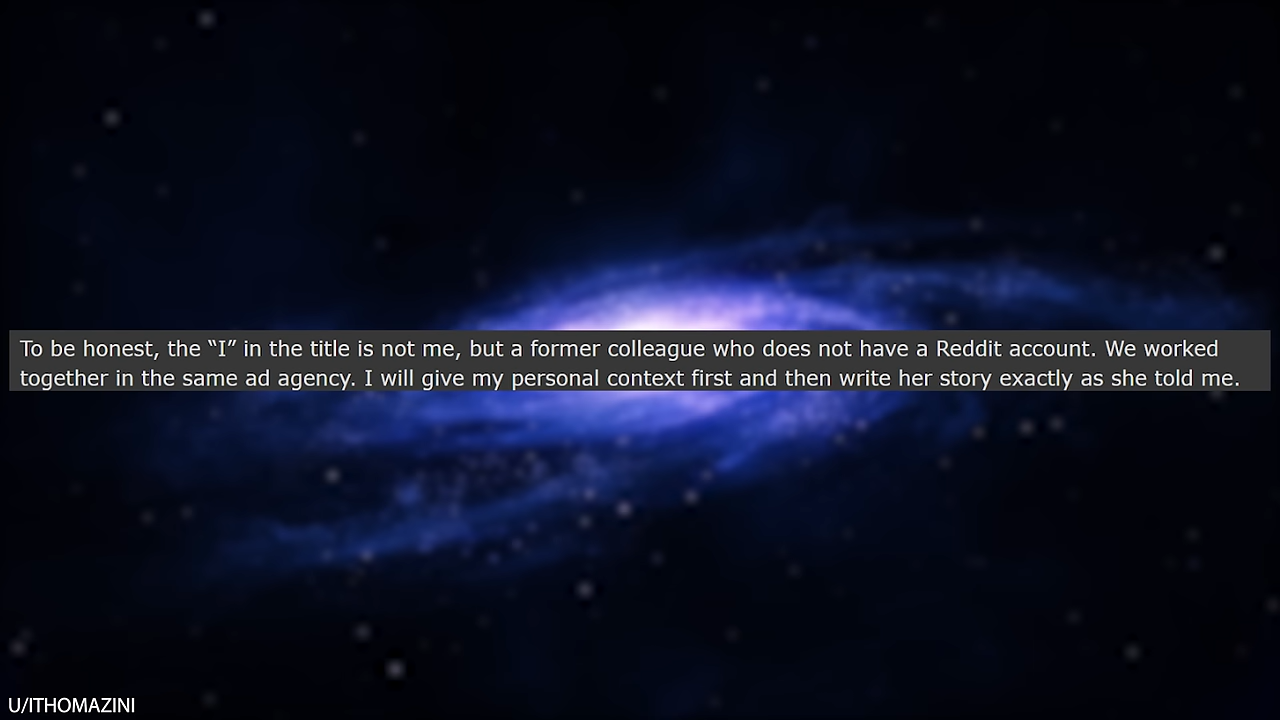 To be honest, the “I” in the title is not me, but a former colleague who does not have a Reddit account. We worked
together in the same ad agency. I will give my personal context first and then write her story exactly as she told me.
U/ITHOMAZINI